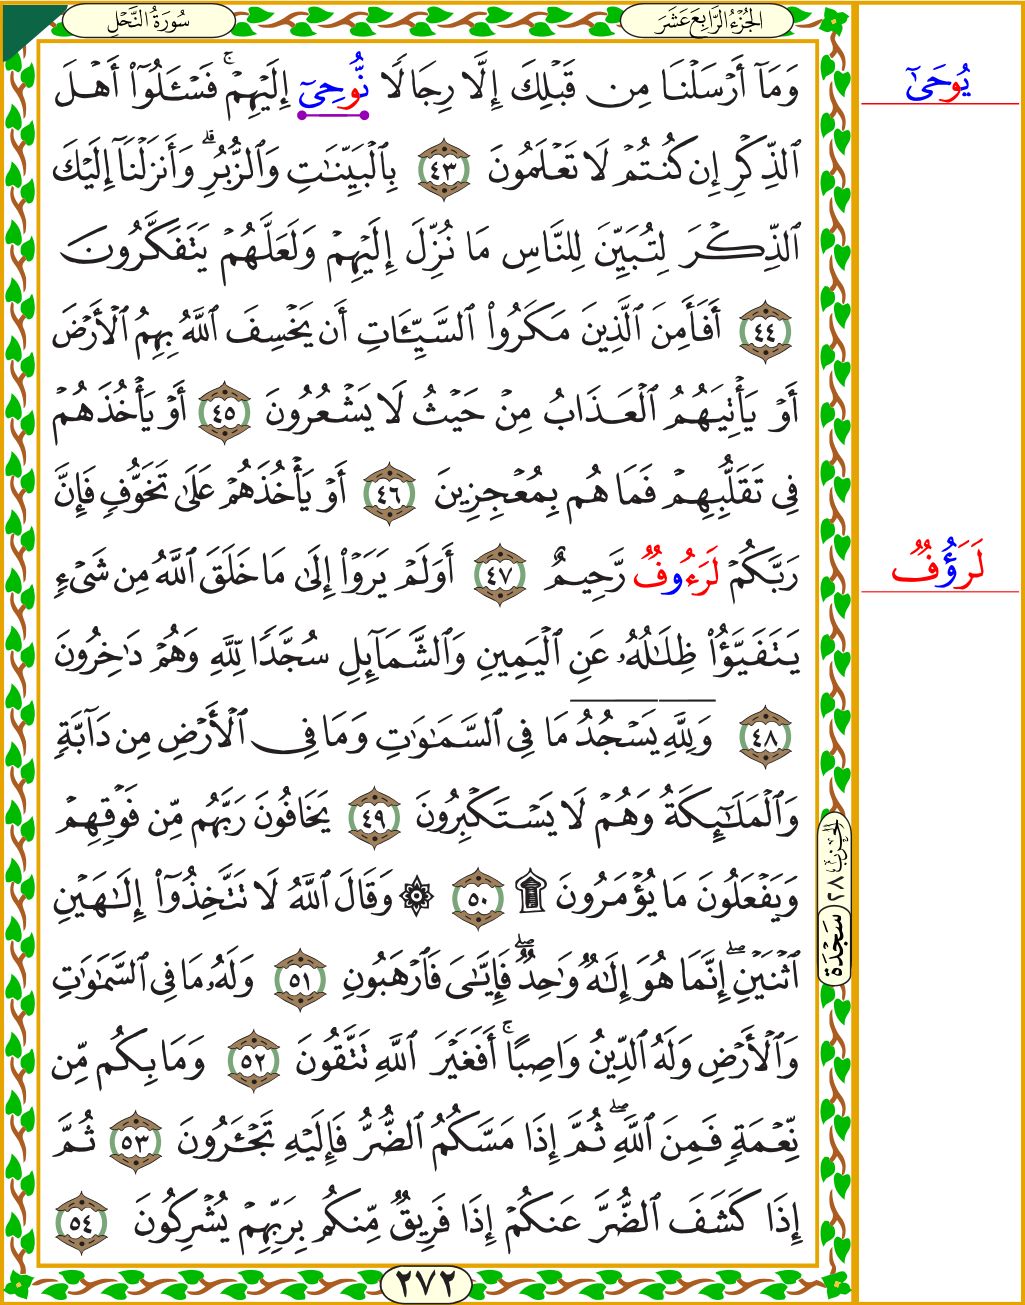 سُورَةُ النَّحْلِ
الجُزْءُ الرَّابِعَ عَشَرَ
وَمَآ أَرۡسَلۡنَا مِن قَبۡلِكَ إِلَّا رِجَالٗا نُّوحِيٓ إِلَيۡهِمۡۚ فَسۡـَٔلُوٓاْ أَهۡلَ
يُوحَىٰٓ
ٱلذِّكۡرِ إِن كُنتُمۡ لَا تَعۡلَمُونَ ٤٣ بِٱلۡبَيِّنَٰتِ وَٱلزُّبُرِۗ وَأَنزَلۡنَآ إِلَيۡكَ
ٱلذِّكۡرَ لِتُبَيِّنَ لِلنَّاسِ مَا نُزِّلَ إِلَيۡهِمۡ وَلَعَلَّهُمۡ يَتَفَكَّرُونَ
٤٤ أَفَأَمِنَ ٱلَّذِينَ مَكَرُواْ ٱلسَّيِّـَٔاتِ أَن يَخۡسِفَ ٱللَّهُ بِهِمُ ٱلۡأَرۡضَ
أَوۡ يَأۡتِيَهُمُ ٱلۡعَذَابُ مِنۡ حَيۡثُ لَا يَشۡعُرُونَ ٤٥ أَوۡ يَأۡخُذَهُمۡ
فِي تَقَلُّبِهِمۡ فَمَا هُم بِمُعۡجِزِينَ ٤٦ أَوۡ يَأۡخُذَهُمۡ عَلَىٰ تَخَوُّفٖ فَإِنَّ
رَبَّكُمۡ لَرَءُوفٞ رَّحِيمٌ ٤٧ أَوَلَمۡ يَرَوۡاْ إِلَىٰ مَا خَلَقَ ٱللَّهُ مِن شَيۡءٖ
لَرَؤُفٞ
يَتَفَيَّؤُاْ ظِلَٰلُهُۥ عَنِ ٱلۡيَمِينِ وَٱلشَّمَآئِلِ سُجَّدٗا لِّلَّهِ وَهُمۡ دَٰخِرُونَ
٤٨ وَلِلَّهِ يَسۡجُدُۤ مَا فِي ٱلسَّمَٰوَٰتِ وَمَا فِي ٱلۡأَرۡضِ مِن دَآبَّةٖ
وَٱلۡمَلَٰٓئِكَةُ وَهُمۡ لَا يَسۡتَكۡبِرُونَ ٤٩ يَخَافُونَ رَبَّهُم مِّن فَوۡقِهِمۡ
وَيَفۡعَلُونَ مَا يُؤۡمَرُونَ ۩ ٥٠ ۞ وَقَالَ ٱللَّهُ لَا تَتَّخِذُوٓاْ إِلَٰهَيۡنِ
الحِزْبُ ٢٨
سَجْدَة
ٱثۡنَيۡنِۖ إِنَّمَا هُوَ إِلَٰهٞ وَٰحِدٞۖ فَإِيَّٰيَ فَٱرۡهَبُونِ ٥١ وَلَهُۥ مَا فِي ٱلسَّمَٰوَٰتِ
وَٱلۡأَرۡضِ وَلَهُ ٱلدِّينُ وَاصِبًاۚ أَفَغَيۡرَ ٱللَّهِ تَتَّقُونَ ٥٢ وَمَا بِكُم مِّن
نِّعۡمَةٖ فَمِنَ ٱللَّهِۖ ثُمَّ إِذَا مَسَّكُمُ ٱلضُّرُّ فَإِلَيۡهِ تَجۡـَٔرُونَ ٥٣ ثُمَّ
إِذَا كَشَفَ ٱلضُّرَّ عَنكُمۡ إِذَا فَرِيقٞ مِّنكُم بِرَبِّهِمۡ يُشۡرِكُونَ ٥٤
٢٧٢